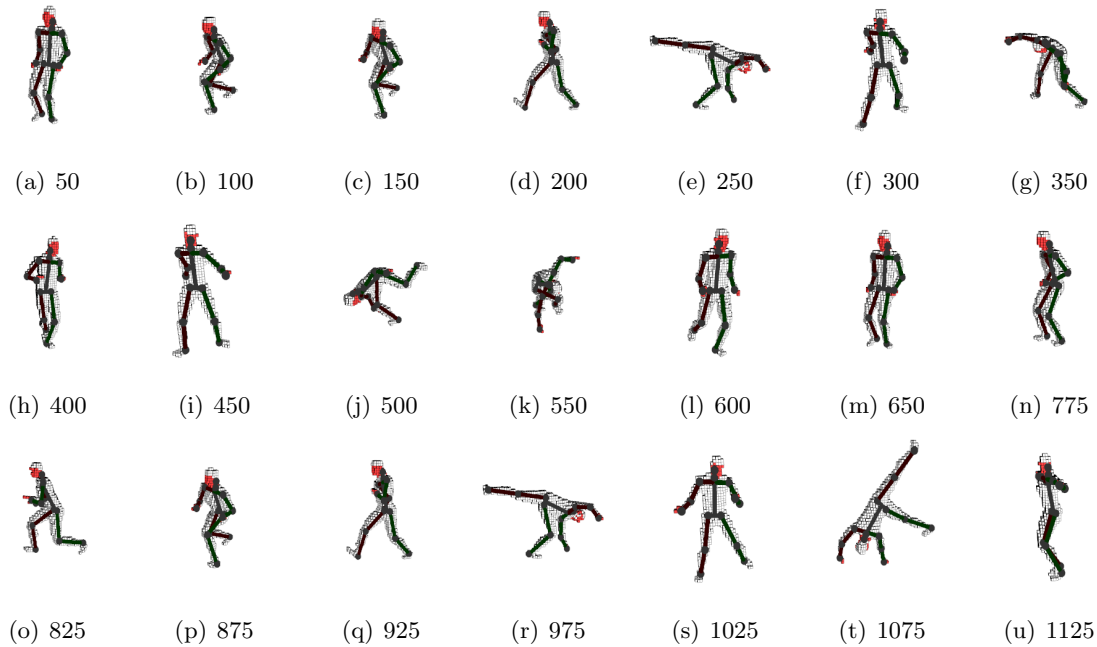 (a) 50 (b) 100 (c) 150 (d) 200 (e) 250 (f) 300 (g) 350
(h) 400 (i) 450 (j) 500 (k) 550 (l) 600 (m) 650 (n) 775
(o) 825 (p) 875 (q) 925 (r) 975 (s) 1025 (t) 1075 (u) 1125